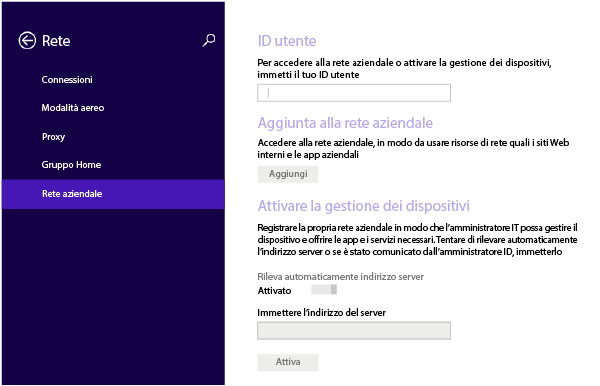 Rete
Connessioni
Modalità aereo
Proxy
Gruppo Home
Rete aziendale
ID utente
Per accedere alla rete aziendale o attivare la gestione dei dispositivi,
immetti il tuo ID utente
Aggiunta alla rete aziendale
Accedere alla rete aziendale, in modo da usare risorse di rete quali i siti Web
interni e le app aziendali
Aggiungi
Attivare la gestione dei dispositivi
Registrare la propria rete aziendale in modo che l'amministratore IT possa gestire il
dispositivo e offrire le app e i servizi necessari. Tentare di rilevare automaticamente
l'indirizzo server o se è stato comunicato dall'amministratore ID, immetterlo
Rileva automaticamente indirizzo server
Attivato
Immettere l'indirizzo del server
Attiva